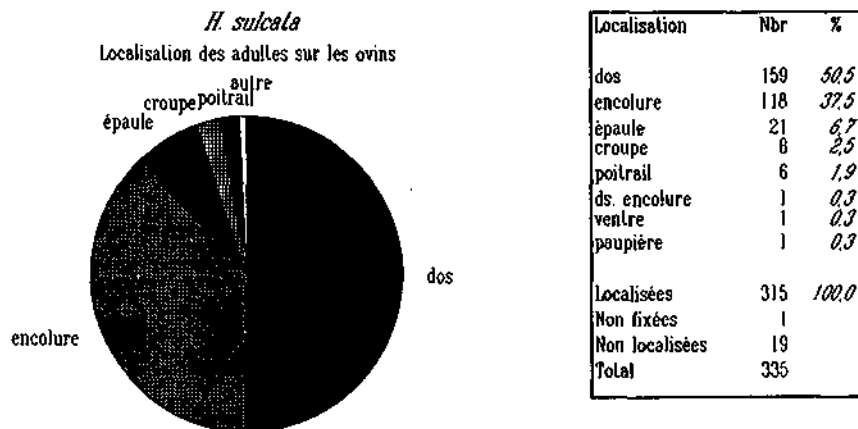 H. sulcata
Localisation des adultes sur les ovins
autre
poitrail
croupe
épaule
dos
encolure
Localisation Nbr %
dos 159 50,5
encolure 118 37,5
épaule 21 6,7
croupe 8 2,5
poitrail 6 1,9
ds. encolure 1 0,3
ventre 1 0,3
paupière 1 0,3
Localisées 315 100,0
Non fixées 1
Non localisées 19
Total 335